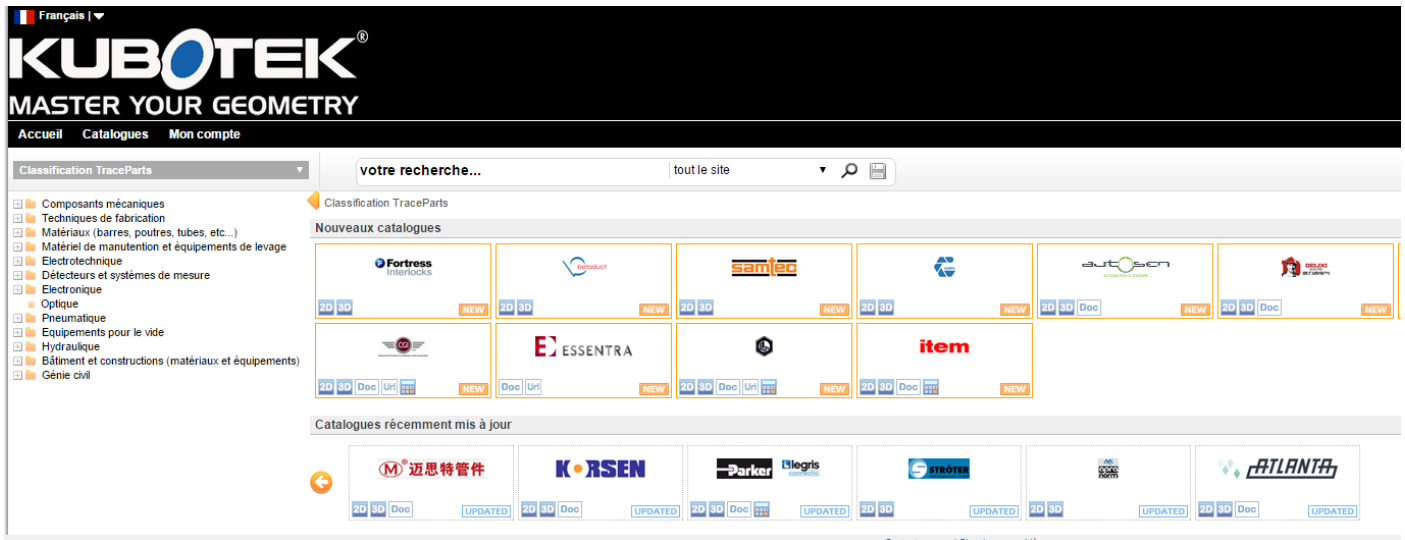 Français |
KUBOTEK®
MASTER YOUR GEOMETRY
Accueil Catalogues Mon compte
Classification TraceParts
votre recherche... tout le site
Composants mécaniques
Techniques de fabrication
Matériaux (barres, poutres, tubes, etc...)
Matériel de manutention et équipements de levage
Electrotechnique
Détecteurs et systèmes de mesure
Electronique
Optique
Pneumatique
Equipements pour le vide
Hydraulique
Bâtiment et constructions (matériaux et équipements)
Génie civil
Classification TraceParts
Nouveaux catalogues
Fortress
Interlocks
2D 3D NEW
betaduct
2D 3D NEW
samtec
2D 3D NEW
2D 3D NEW
autosen
2D 3D Doc NEW
DELIXI
2D 3D Doc NEW
CGI
2D 3D Doc Url NEW
ESSENTRA
Doc Url NEW
2D 3D Doc Url NEW
item
2D 3D Doc NEW
Catalogues récemment mis à jour
M® 迈思特管件
2D 3D Doc UPDATED
KORSEN
2D 3D Doc UPDATED
Parker legris
2D 3D Doc UPDATED
STRÖTER
2D 3D UPDATED
norm
2D 3D UPDATED
ATLANTA
2D 3D Doc UPDATED